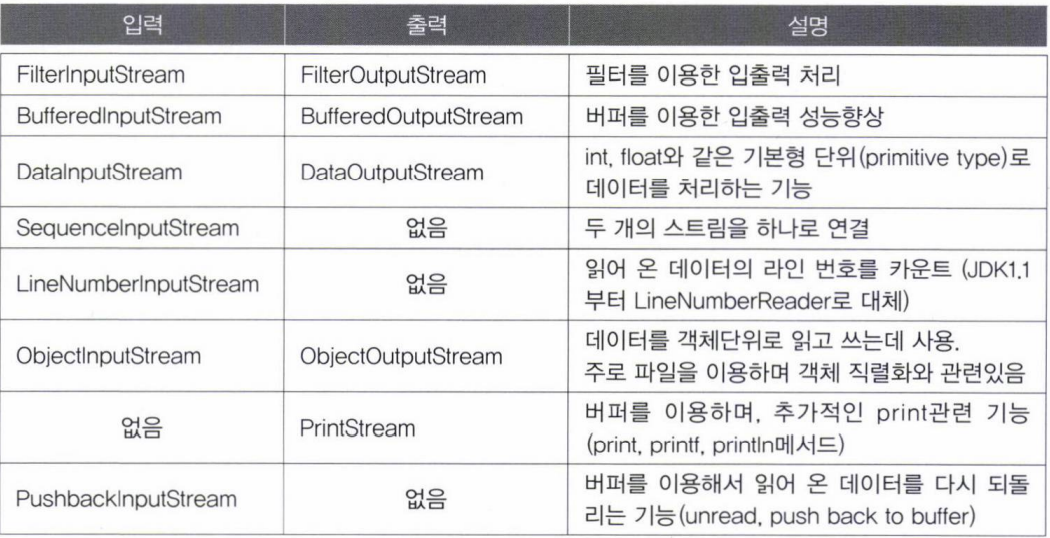 입력 출력 설명
FilterInputStream FilterOutputStream 필터를 이용한 입출력 처리
BufferedInputStream BufferedOutputStream 버퍼를 이용한 입출력 성능향상
DataInputStream DataOutputStream int, float와 같은 기본형 단위(primitive type)로
데이터를 처리하는 기능
SequenceInputStream 없음 두 개의 스트림을 하나로 연결
LineNumberInputStream 없음 읽어 온 데이터의 라인 번호를 카운트 (JDK1.1
부터 LineNumberReader로 대체)
ObjectInputStream ObjectOutputStream 데이터를 객체단위로 읽고 쓰는데 사용.
주로 파일을 이용하며 객체 직렬화와 관련있음
없음 PrintStream 버퍼를 이용하며, 추가적인 print관련 기능
(print, printf, println메서드)
PushbackInputStream 없음 버퍼를 이용해서 읽어 온 데이터를 다시 되돌
리는 기능(unread, push back to buffer)